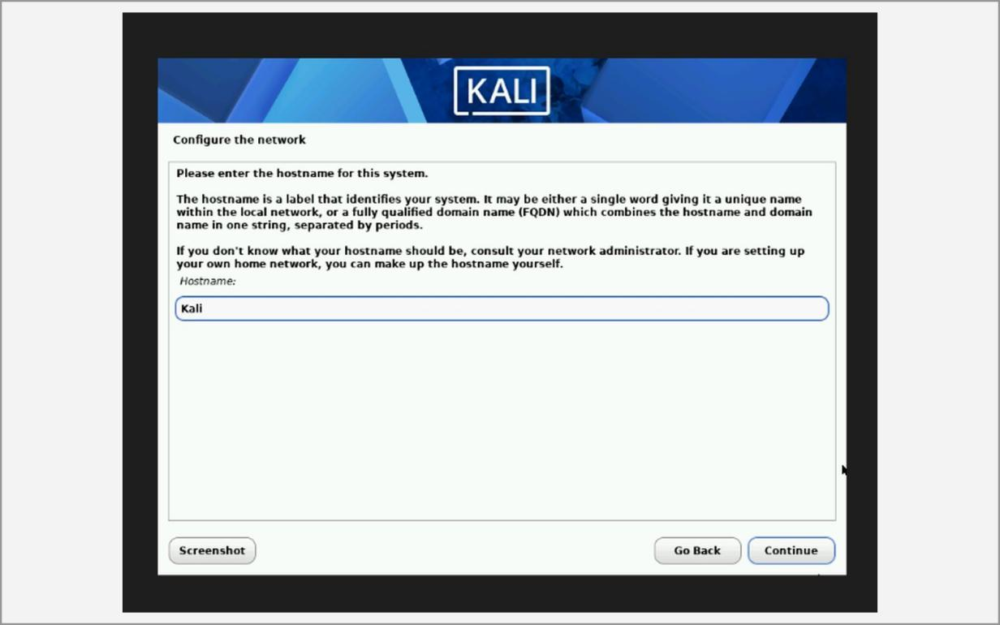 KALI
Configure the network
Please enter the hostname for this system.
The hostname is a label that identifies your system. It may be either a single word giving it a unique name
within the local network, or a fully qualified domain name (FQDN) which combines the hostname and domain
name in one string, separated by periods.
If you don't know what your hostname should be, consult your network administrator. If you are setting up
your own home network, you can make up the hostname yourself.
Hostname:
Kali
Screenshot
Go Back
Continue